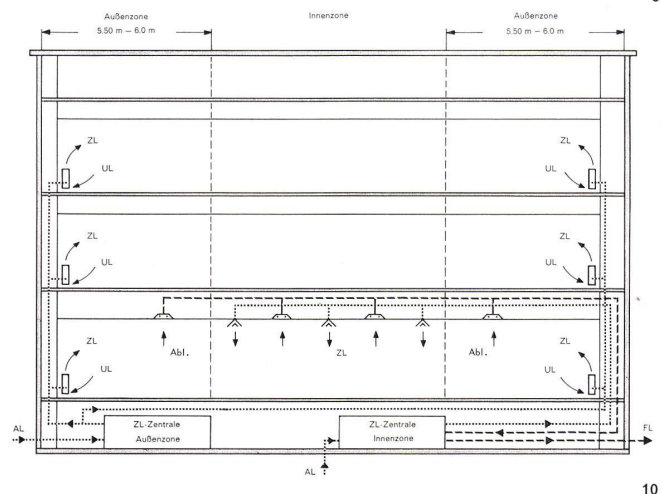 Außenzone Innenzone Außenzone
5.50 m – 6.0 m 5.50 m – 6.0 m
ZL ZL
UL UL
ZL ZL
UL UL
Abl. ZL Abl.
ZL ZL
UL UL
AL ZL-Zentrale Außenzone
ZL-Zentrale Innenzone FL
AL
10